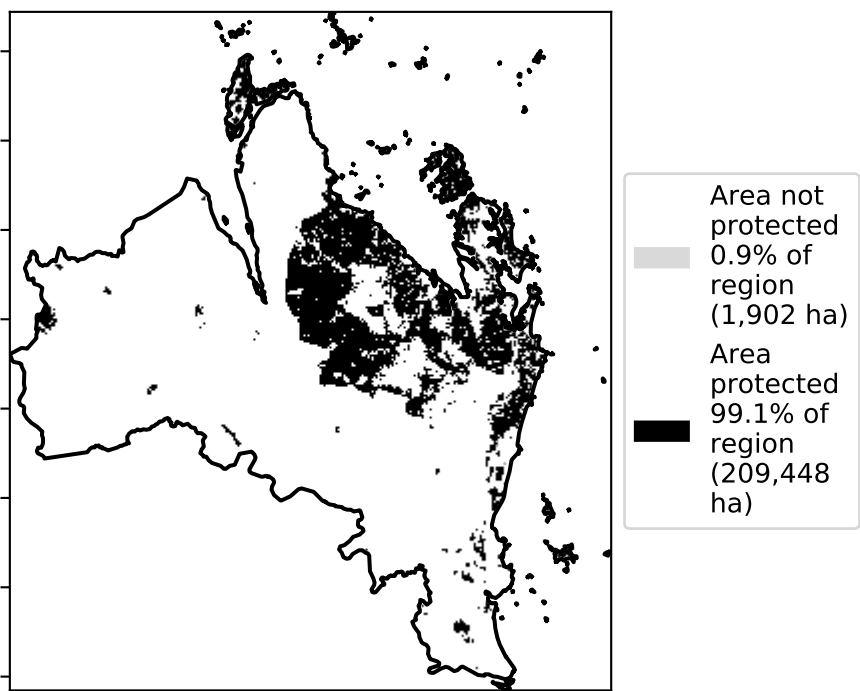 Area not
protected
0.9% of
region
(1,902 ha)
Area
protected
99.1% of
region
(209,448
ha)